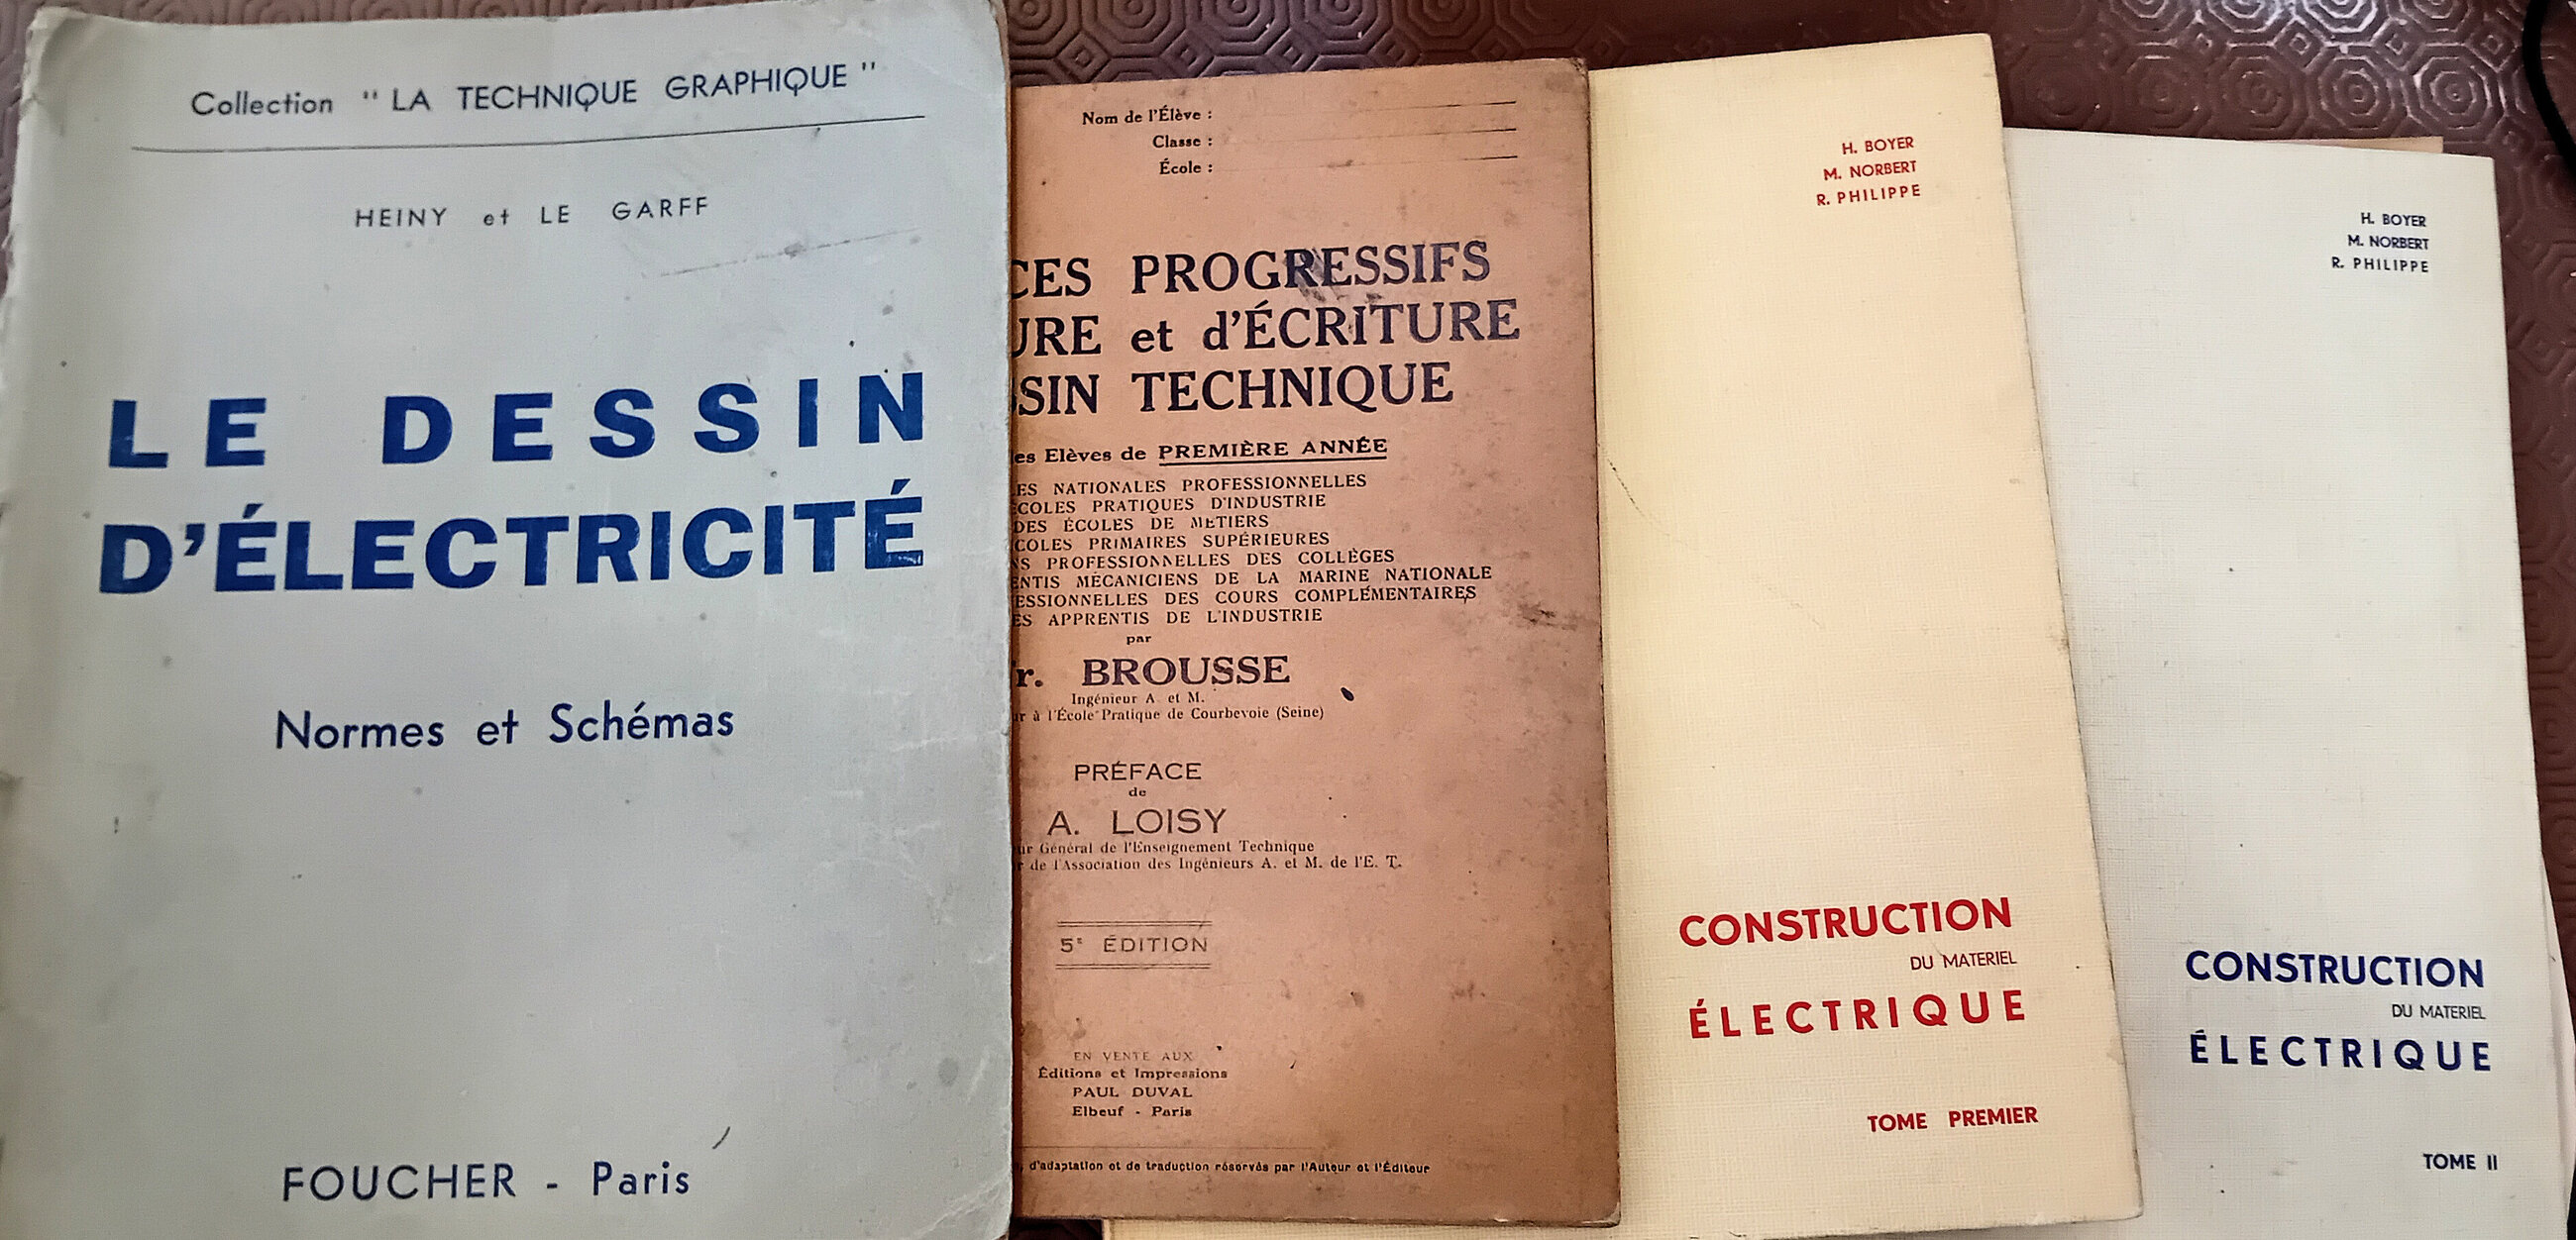 Collection " LA TECHNIQUE GRAPHIQUE "
HEINY et LE GARFF
LE DESSIN
D'ÉLECTRICITÉ
Normes et Schémas
FOUCHER - Paris
Nom de l'Élève :
Classe :
École :
CES PROGRESSIFS
URE et d'ÉCRITURE
SIN TECHNIQUE
es Elèves de PREMIÈRE ANNÉE
ES NATIONALES PROFESSIONNELLES
COLES PRATIQUES D'INDUSTRIE
DES ÉCOLES DE MÉTIERS
COLES PRIMAIRES SUPÉRIEURES
NS PROFESSIONNELLES DES COLLÈGES
ENTIS MÉCANICIENS DE LA MARINE NATIONALE
ESSIONNELLES DES COURS COMPLÉMENTAIRES
ES APPRENTIS DE L'INDUSTRIE
par
r. BROUSSE
Ingénieur A. et M.
r à l'École Pratique de Courbevoie (Seine)
PRÉFACE
de
A. LOISY
ur Général de l'Enseignement Technique
r de l'Association des Ingénieurs A. et M. de l'E. T.
5e ÉDITION
EN VENTE AUX
Éditions et Impressions
PAUL DUVAL
Elbeuf - Paris
d'adaptation et de traduction réservés par l'Auteur et l'Éditeur
H. BOYER
M. NORBERT
R. PHILIPPE
CONSTRUCTION
DU MATERIEL
ÉLECTRIQUE
TOME PREMIER
H. BOYER
M. NORBERT
R. PHILIPPE
CONSTRUCTION
DU MATERIEL
ÉLECTRIQUE
TOME II